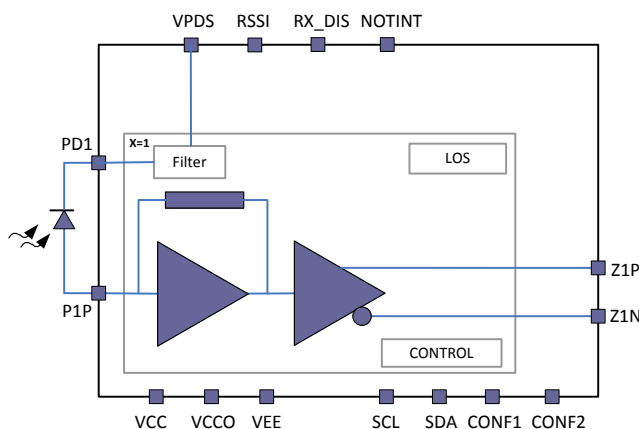 VPDS RSSI RX_DIS NOTINT
X=1
PD1
Filter
LOS
Z1P
P1P
Z1N
CONTROL
VCC VCCO VEE SCL SDA CONF1 CONF2